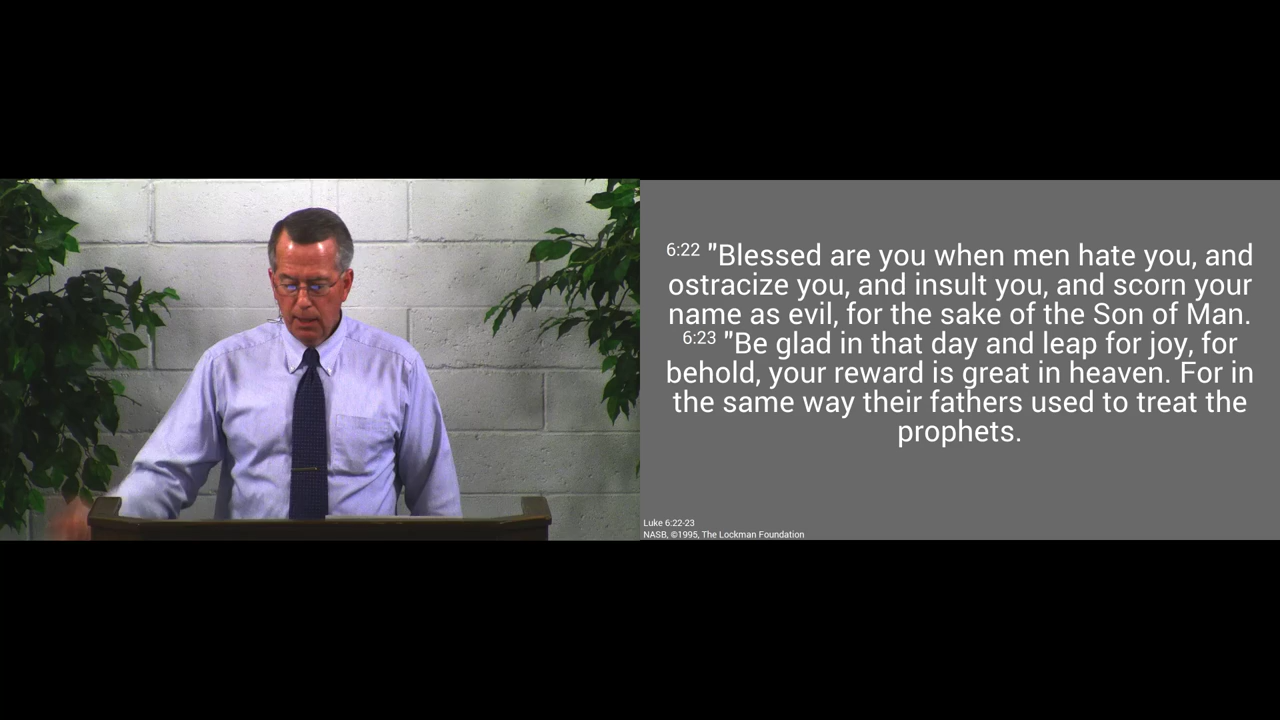 6:22 "Blessed are you when men hate you, and
ostracize you, and insult you, and scorn your
name as evil, for the sake of the Son of Man.
6:23 "Be glad in that day and leap for joy, for
behold, your reward is great in heaven. For in
the same way their fathers used to treat the
prophets.
Luke 6:22-23
NASB, ©1995, The Lockman Foundation